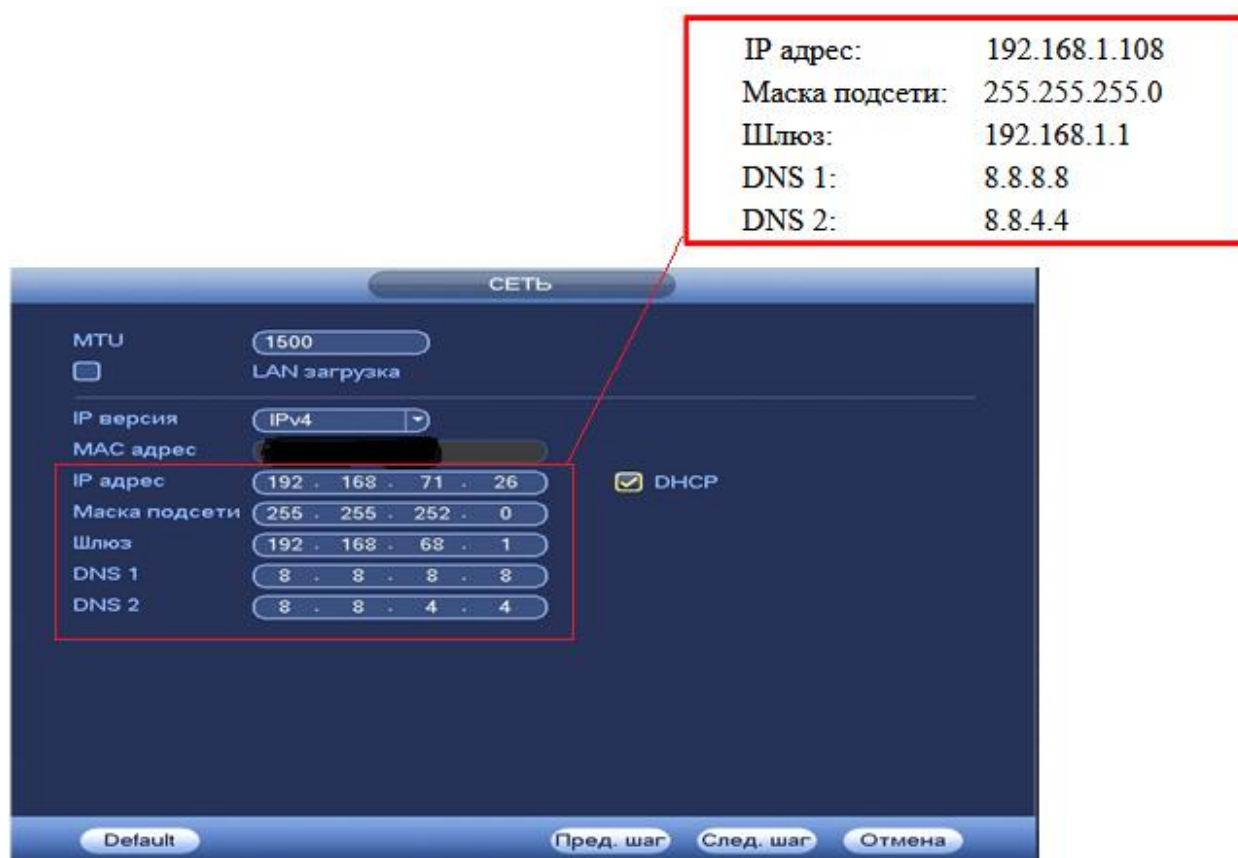 IP адрес: 192.168.1.108
Маска подсети: 255.255.255.0
Шлюз: 192.168.1.1
DNS 1: 8.8.8.8
DNS 2: 8.8.4.4
СЕТЬ
MTU 1500
LAN загрузка
IP версия IPv4
MAC адрес
IP адрес 192 . 168 . 71 . 26 DHCP
Маска подсети 255 . 255 . 252 . 0
Шлюз 192 . 168 . 68 . 1
DNS 1 8 . 8 . 8 . 8
DNS 2 8 . 8 . 4 . 4
Default Пред. шаг След. шаг Отмена